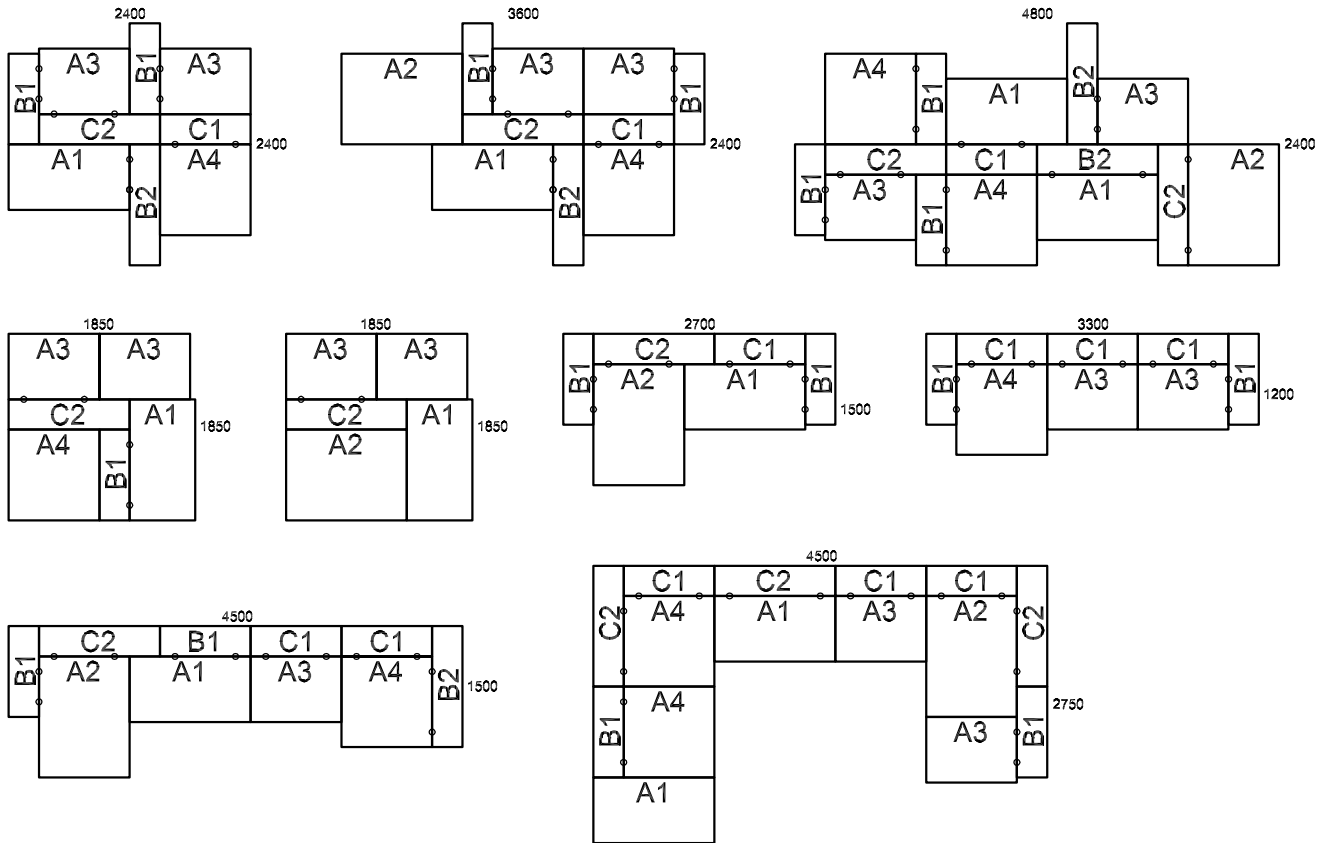 2400
B1 A3 B1 A3
C2 C1
2400
A1 A4
B2
3600
A2 B1 A3 A3 B1
C2 C1
2400
A1 A4
B2
4800
A4 B1 A1 B2 A3
C2 C1 B2 2400
B1 A3 B1 A4 A1 C2 A2
1850
A3 A3
C2 A1 1850
A4 B1
1850
A3 A3
C2 A1 1850
A2
2700
C2 C1
B1 A2 A1 B1
1500
3300
C1 C1 C1
B1 A4 A3 A3 B1
1200
4500
C2 B1 C1 C1
B1 A2 A1 A3 A4 B2 1500
4500
C1 C2 C1 C1
C2 A4 A1 A3 A2 C2
2750
B1 A4 A3 B1
A1